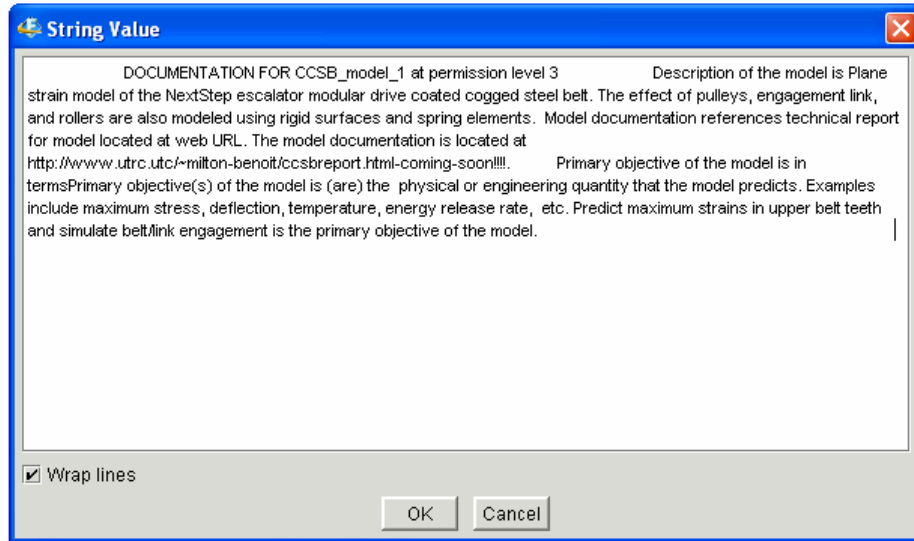 String Value
DOCUMENTATION FOR CCSB_model_1 at permission level 3 Description of the model is Plane
strain model of the NextStep escalator modular drive coated cogged steel belt. The effect of pulleys, engagement link,
and rollers are also modeled using rigid surfaces and spring elements. Model documentation references technical report
for model located at web URL. The model documentation is located at
http://www.utrc.utc/~milton-benoit/ccsbreport.html-coming-soon!!!!. Primary objective of the model is in
termsPrimary objective(s) of the model is (are) the physical or engineering quantity that the model predicts. Examples
include maximum stress, deflection, temperature, energy release rate, etc. Predict maximum strains in upper belt teeth
and simulate belt/link engagement is the primary objective of the model.
Wrap lines
OK Cancel